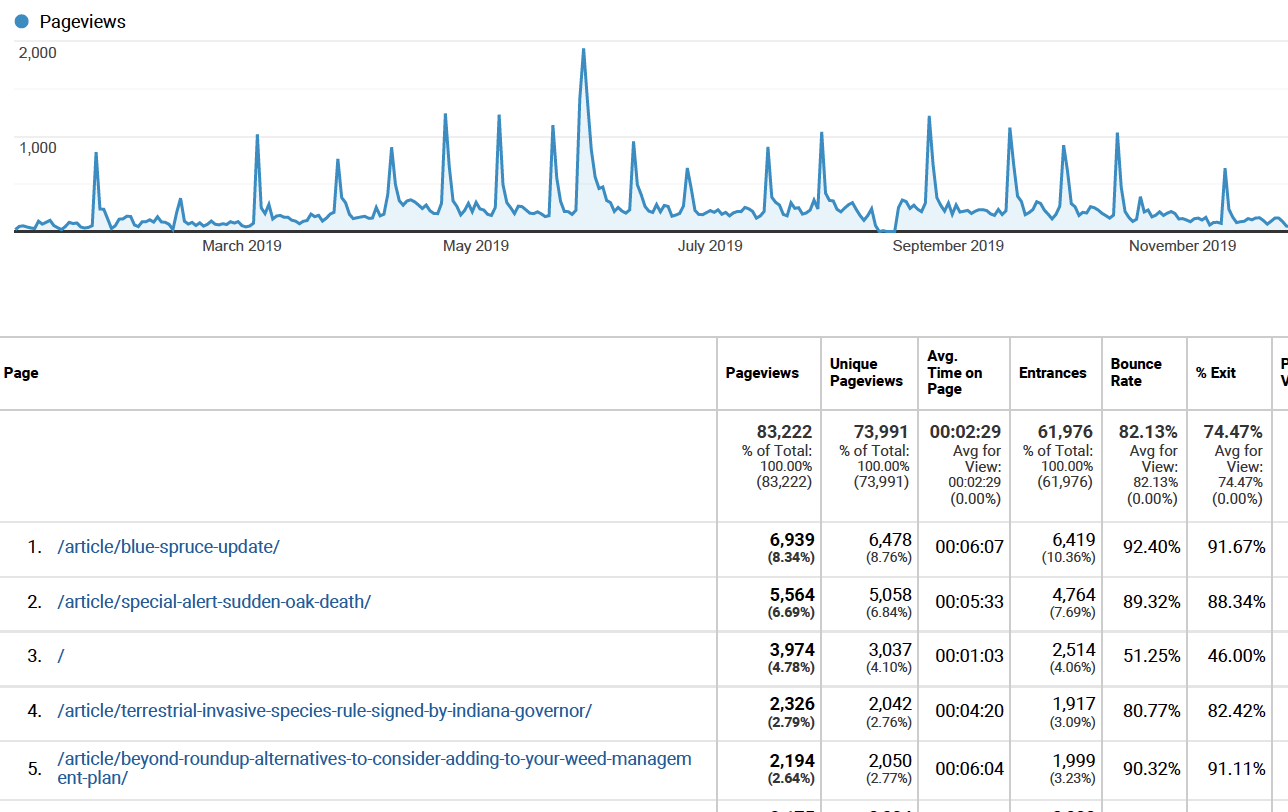 Pageviews
2,000
1,000
March 2019 May 2019 July 2019 September 2019 November 2019
Page Pageviews Unique Pageviews Avg. Time on Page Entrances Bounce Rate % Exit
83,222 73,991 00:02:29 61,976 82.13% 74.47%
% of Total: 100.00% (83,222) % of Total: 100.00% (73,991) Avg for View: 00:02:29 (0.00%) % of Total: 100.00% (61,976) Avg for View: 82.13% (0.00%) Avg for View: 74.47% (0.00%)
1. /article/blue-spruce-update/ 6,939 (8.34%) 6,478 (8.76%) 00:06:07 6,419 (10.36%) 92.40% 91.67%
2. /article/special-alert-sudden-oak-death/ 5,564 (6.69%) 5,058 (6.84%) 00:05:33 4,764 (7.69%) 89.32% 88.34%
3. / 3,974 (4.78%) 3,037 (4.10%) 00:01:03 2,514 (4.06%) 51.25% 46.00%
4. /article/terrestrial-invasive-species-rule-signed-by-indiana-governor/ 2,326 (2.79%) 2,042 (2.76%) 00:04:20 1,917 (3.09%) 80.77% 82.42%
5. /article/beyond-roundup-alternatives-to-consider-adding-to-your-weed-managem
ent-plan/ 2,194 (2.64%) 2,050 (2.77%) 00:06:04 1,999 (3.23%) 90.32% 91.11%